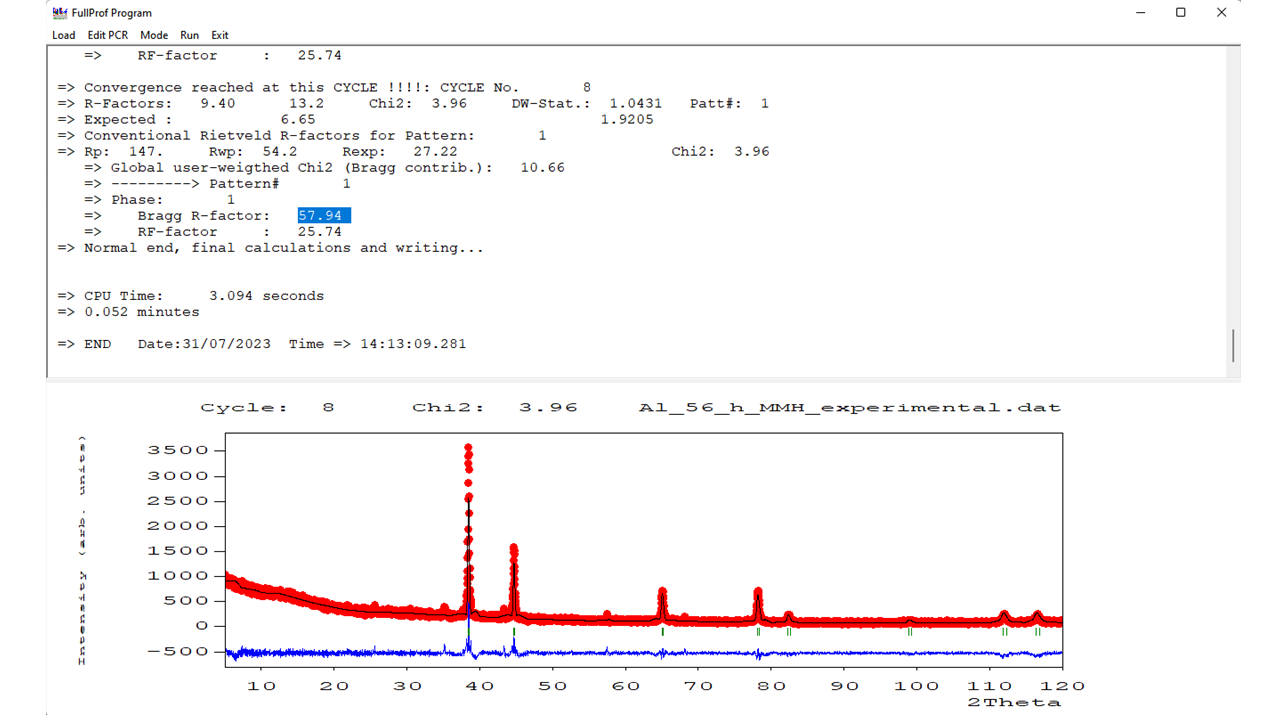 FullProf Program
Load Edit PCR Mode Run Exit
=> RF-factor : 25.74
=> Convergence reached at this CYCLE !!!!: CYCLE No. 8
=> R-Factors: 9.40 13.2 Chi2: 3.96 DW-Stat.: 1.0431 Patt#: 1
=> Expected : 6.65 1.9205
=> Conventional Rietveld R-factors for Pattern: 1
=> Rp: 147. Rwp: 54.2 Rexp: 27.22 Chi2: 3.96
=> Global user-weigthed Chi2 (Bragg contrib.): 10.66
=> ---------> Pattern# 1
=> Phase: 1
=> Bragg R-factor: 57.94
=> RF-factor : 25.74
=> Normal end, final calculations and writing...
=> CPU Time: 3.094 seconds
=> 0.052 minutes
=> END Date:31/07/2023 Time => 14:13:09.281
Cycle: 8 Chi2: 3.96 Al_56_h_MMH_experimental.dat
Intensity (arb. units)
3500
3000
2500
2000
1500
1000
500
0
-500
10 20 30 40 50 60 70 80 90 100 110 120
2Theta